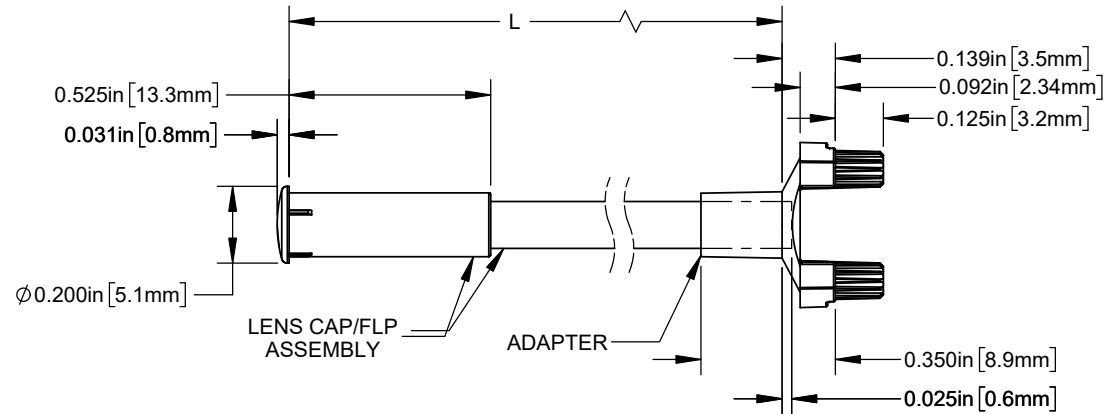 L
0.139in [3.5mm]
0.092in [2.34mm]
0.125in [3.2mm]
0.525in [13.3mm]
0.031in [0.8mm]
Ø0.200in [5.1mm]
LENS CAP/FLP
ASSEMBLY
ADAPTER
0.350in [8.9mm]
0.025in [0.6mm]